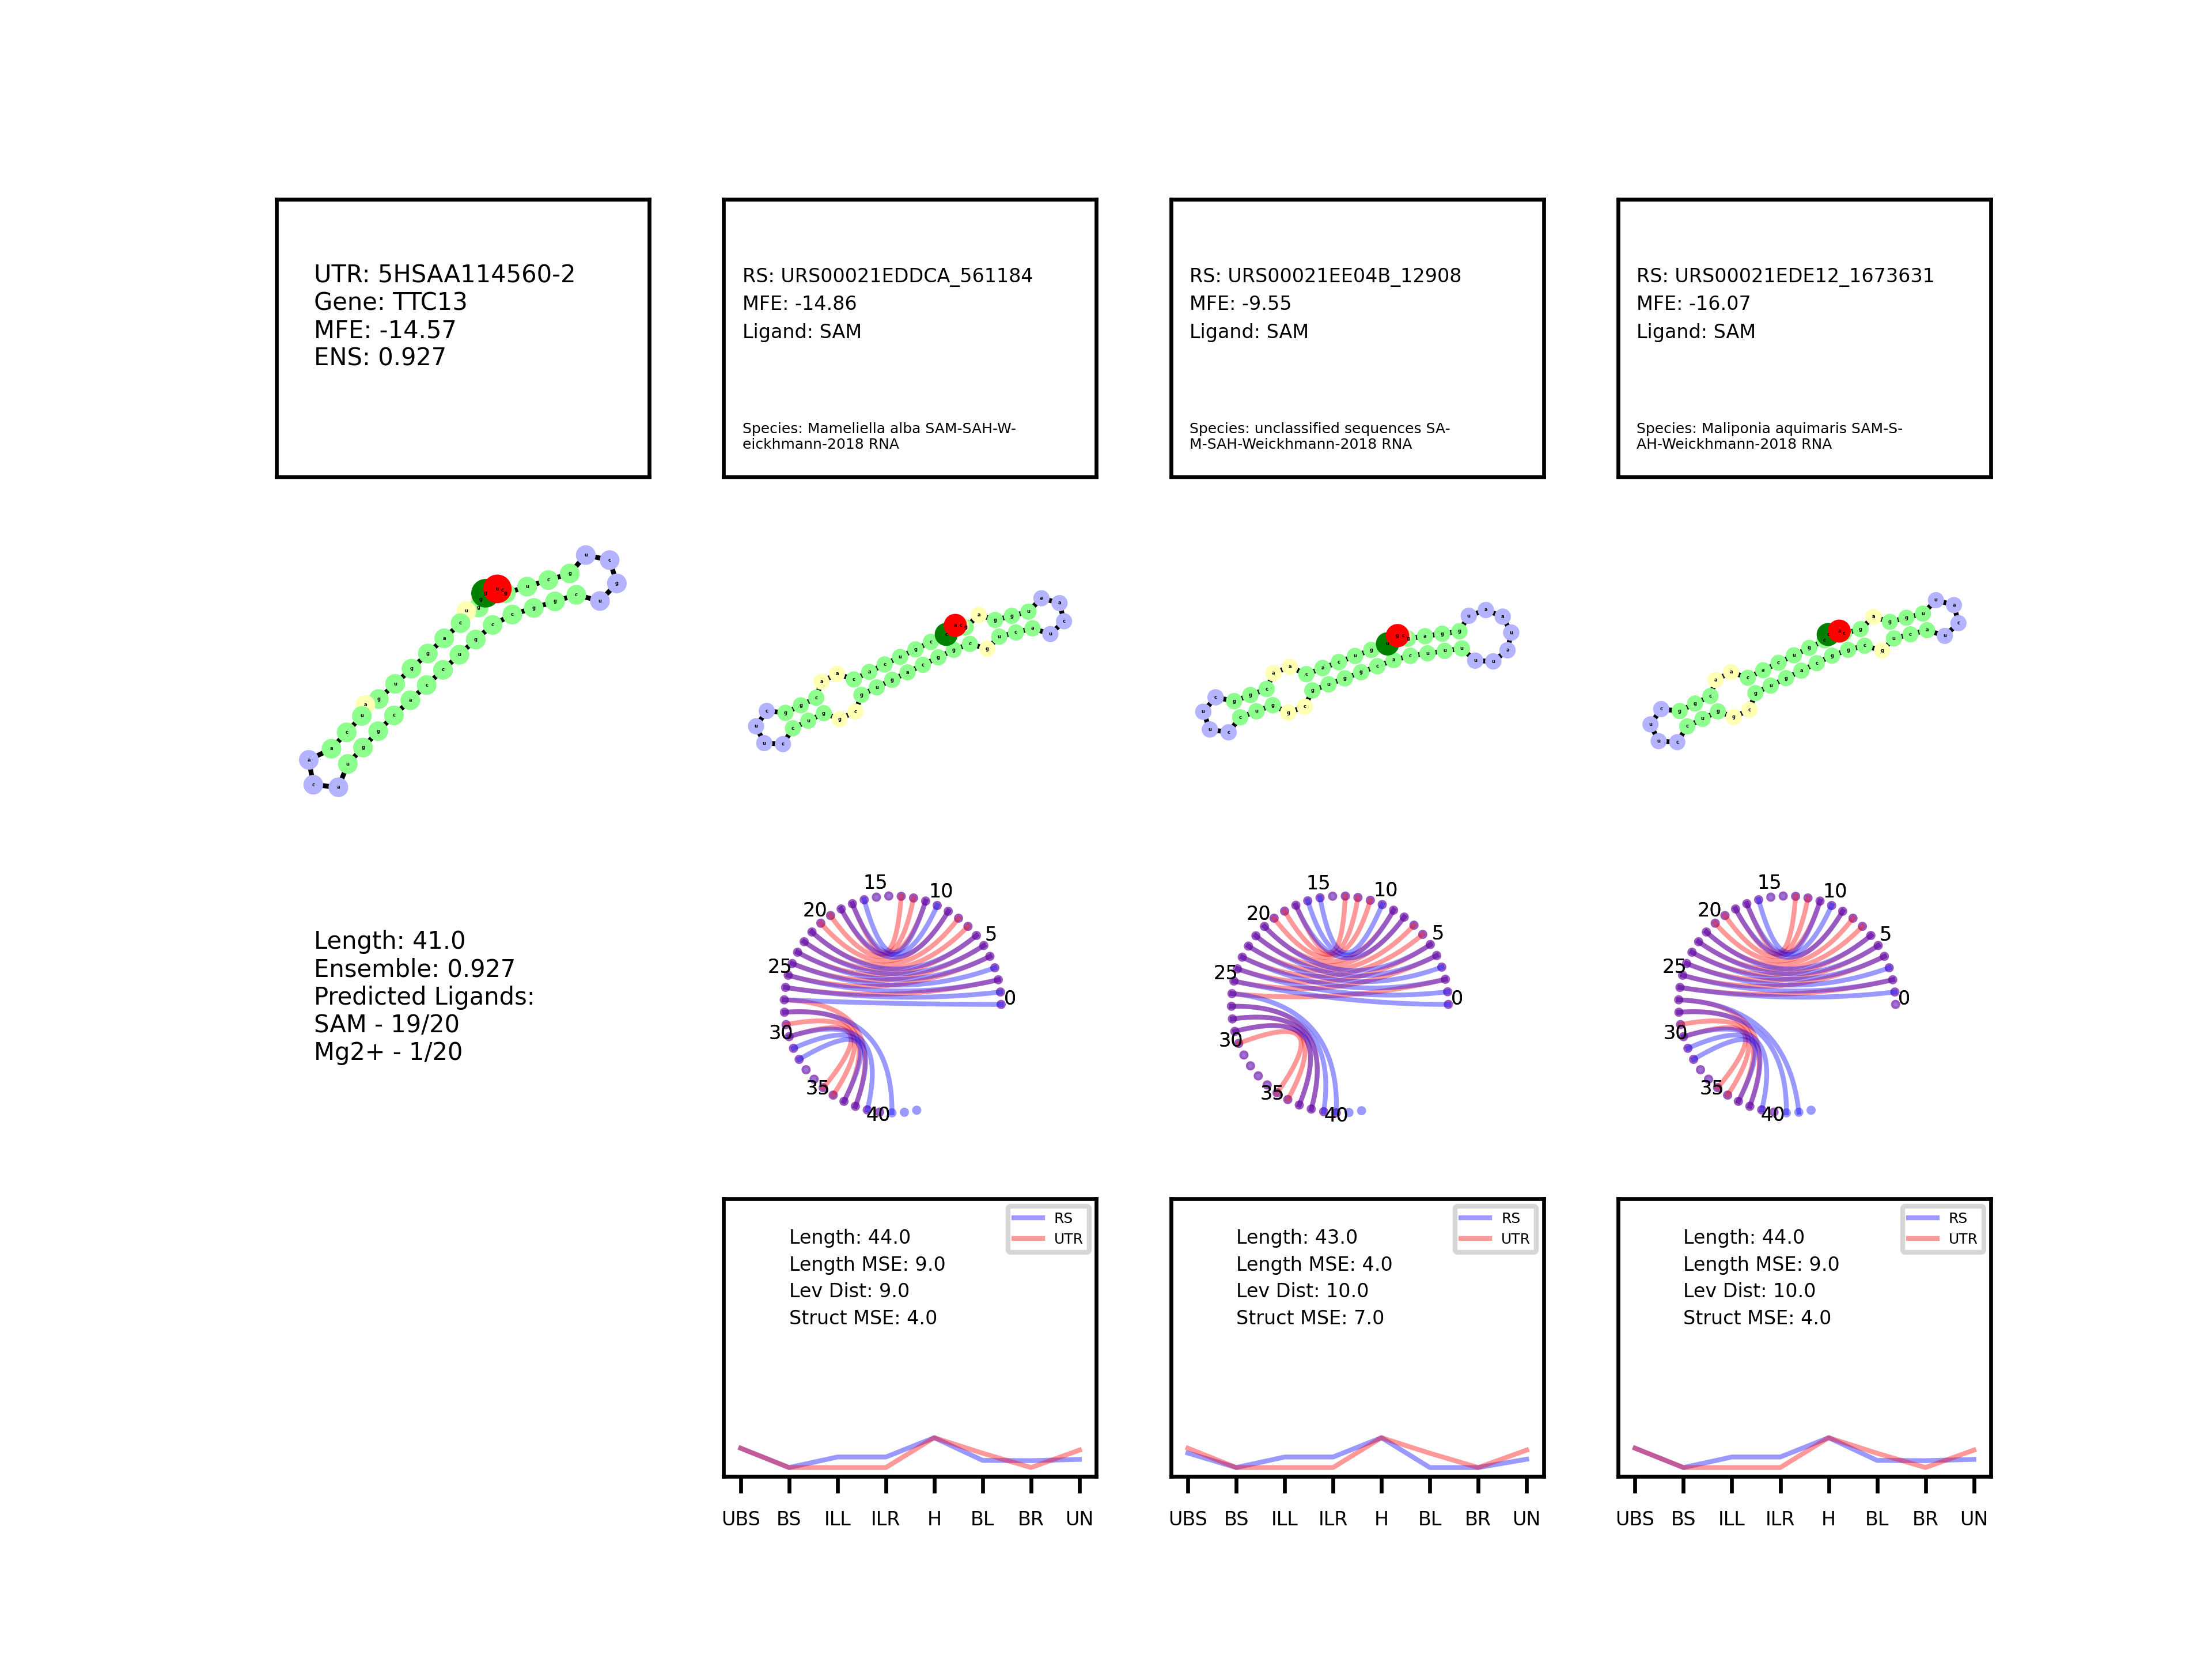 UTR: 5HSAA114560-2
Gene: TTC13
MFE: -14.57
ENS: 0.927
RS: URS00021EDDCA_561184
MFE: -14.86
Ligand: SAM
Species: Mameliella alba SAM-SAH-W-
eickhmann-2018 RNA
RS: URS00021EE04B_12908
MFE: -9.55
Ligand: SAM
Species: unclassified sequences SA-
M-SAH-Weickhmann-2018 RNA
RS: URS00021EDE12_1673631
MFE: -16.07
Ligand: SAM
Species: Maliponia aquimaris SAM-S-
AH-Weickhmann-2018 RNA
Length: 41.0
Ensemble: 0.927
Predicted Ligands:
SAM - 19/20
Mg2+ - 1/20
0
5
10
15
20
25
30
35
40
0
5
10
15
20
25
30
35
40
0
5
10
15
20
25
30
35
40
RS
UTR
Length: 44.0
Length MSE: 9.0
Lev Dist: 9.0
Struct MSE: 4.0
UBS BS ILL ILR H BL BR UN
RS
UTR
Length: 43.0
Length MSE: 4.0
Lev Dist: 10.0
Struct MSE: 7.0
UBS BS ILL ILR H BL BR UN
RS
UTR
Length: 44.0
Length MSE: 9.0
Lev Dist: 10.0
Struct MSE: 4.0
UBS BS ILL ILR H BL BR UN